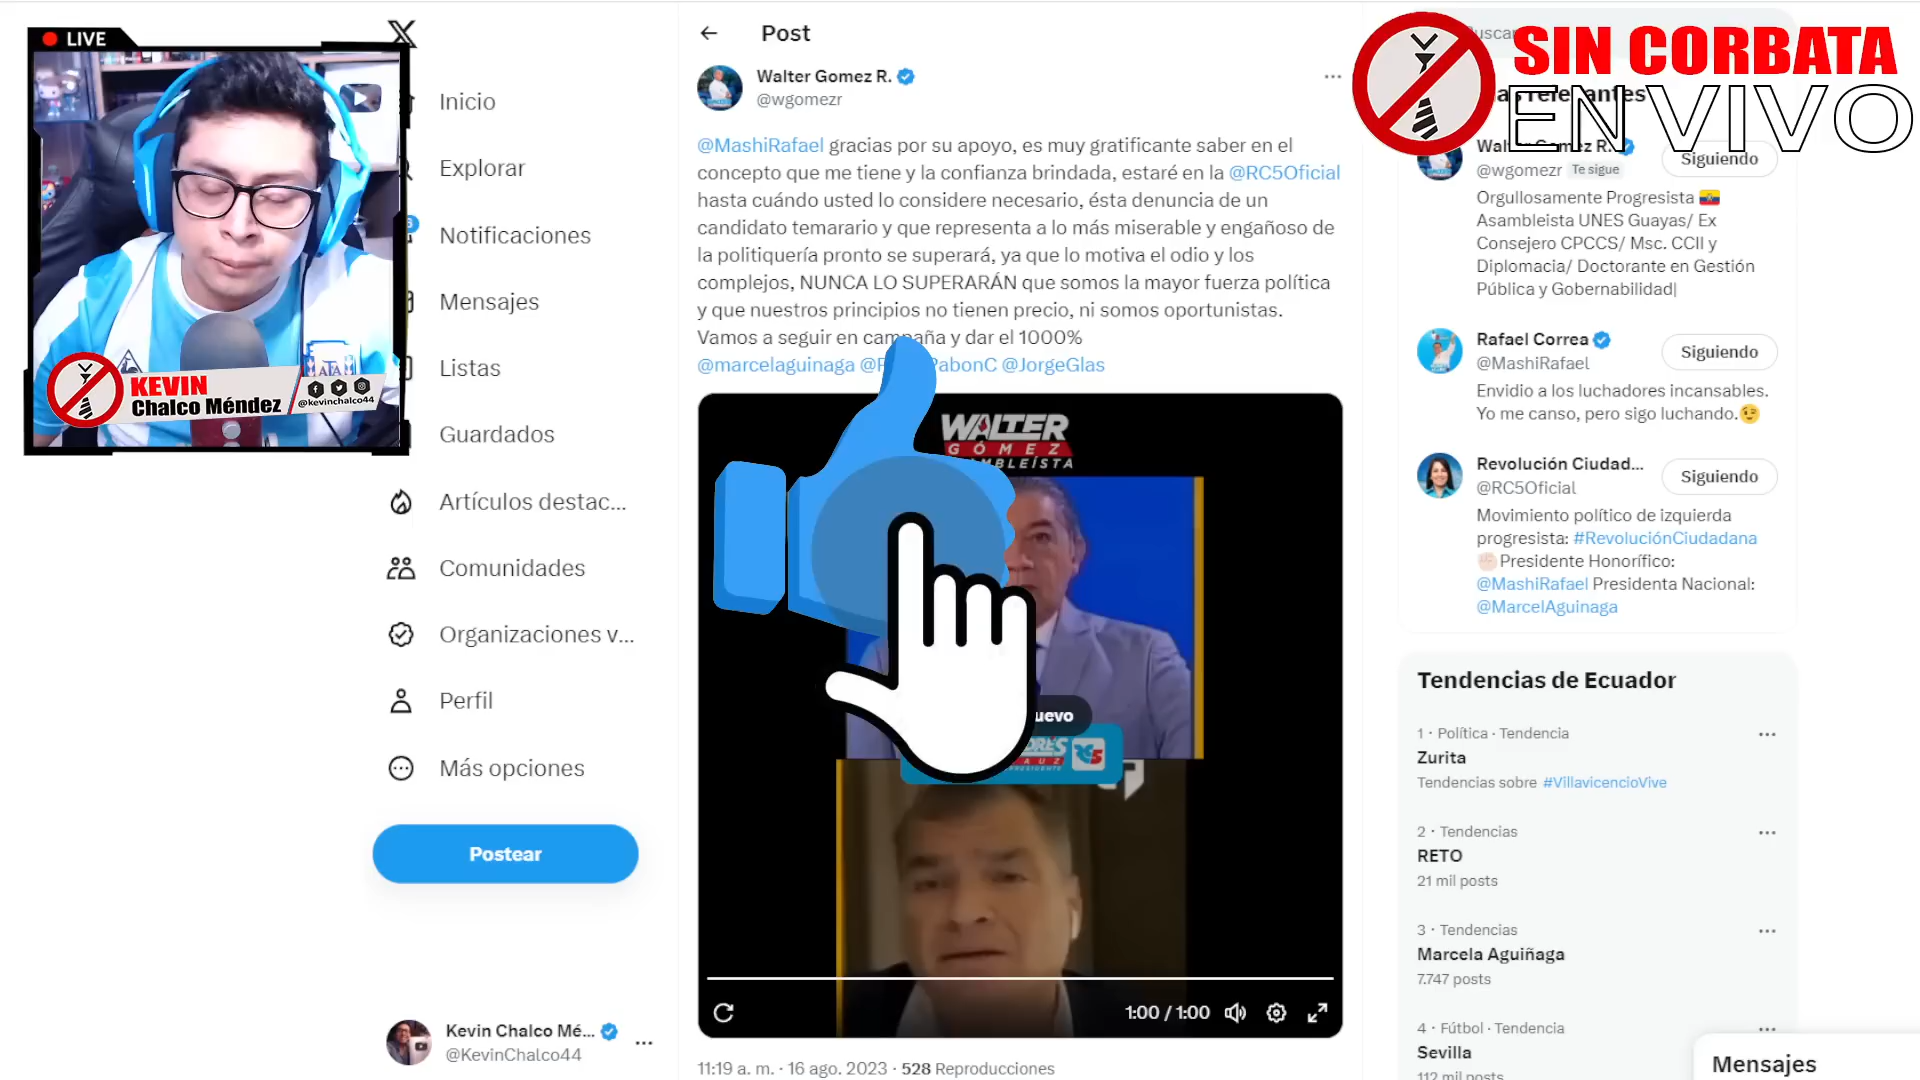 LIVE
KEVIN
Chalco Méndez
@kevinchalco44
Inicio
Explorar
Notificaciones
Mensajes
Listas
Guardados
Artículos destac...
Comunidades
Organizaciones v...
Perfil
Más opciones
Postear
Kevin Chalco Mé...
@KevinChalco44
Post
Walter Gomez R.
@wgomezr
@MashiRafael gracias por su apoyo, es muy gratificante saber en el
concepto que me tiene y la confianza brindada, estaré en la @RC5Oficial
hasta cuándo usted lo considere necesario, ésta denuncia de un
candidato temarario y que representa a lo más miserable y engañoso de
la politiquería pronto se superará, ya que lo motiva el odio y los
complejos, NUNCA LO SUPERARÁN que somos la mayor fuerza política
y que nuestros principios no tienen precio, ni somos oportunistas.
Vamos a seguir en campaña y dar el 1000%
@marcelaguinaga @P PabonC @JorgeGlas
WALTER
GÓMEZ
MBLEÍSTA
uevo
1:00 / 1:00
11:19 a. m. · 16 ago. 2023 · 528 Reproducciones
SIN CORBATA
EN VIVO
Walter Gomez R.
@wgomezr Te sigue
Siguiendo
Orgullosamente Progresista
Asambleista UNES Guayas/ Ex
Consejero CPCCS/ Msc. CCII y
Diplomacia/ Doctorante en Gestión
Pública y Gobernabilidad|
Rafael Correa
@MashiRafael
Siguiendo
Envidio a los luchadores incansables.
Yo me canso, pero sigo luchando.
Revolución Ciudad...
@RC5Oficial
Siguiendo
Movimiento político de izquierda
progresista: #RevoluciónCiudadana
Presidente Honorífico:
@MashiRafael Presidenta Nacional:
@MarcelAguinaga
Tendencias de Ecuador
1 · Política · Tendencia
Zurita
Tendencias sobre #VillavicencioVive
2 · Tendencias
RETO
21 mil posts
3 · Tendencias
Marcela Aguiñaga
7.747 posts
4 · Fútbol · Tendencia
Sevilla
112 mil posts
Mensajes